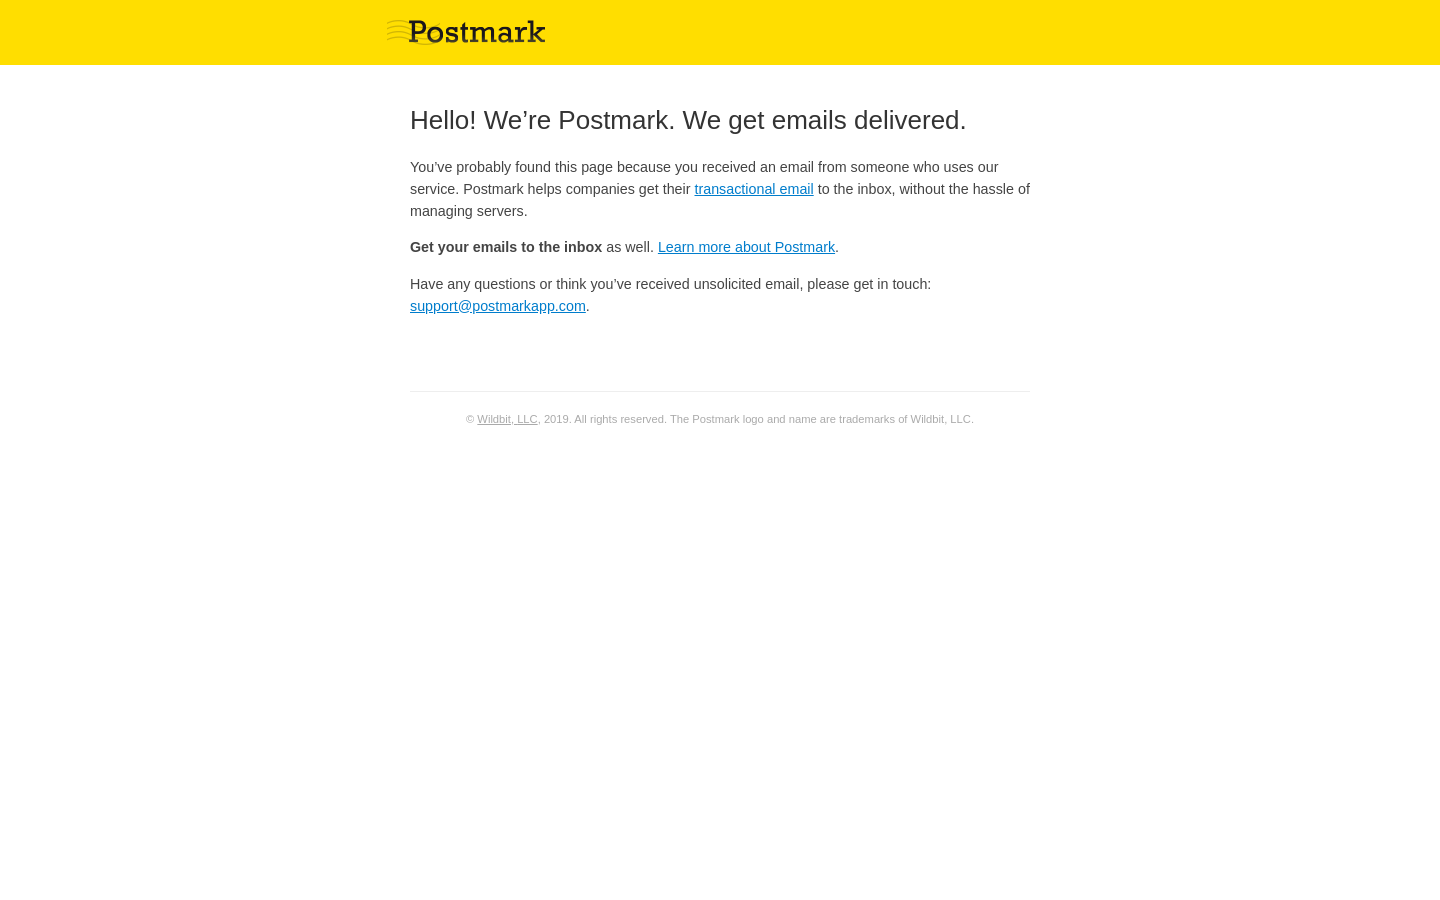 Postmark
Hello! We’re Postmark. We get emails delivered.
You’ve probably found this page because you received an email from someone who uses our
service. Postmark helps companies get their transactional email to the inbox, without the hassle of
managing servers.
Get your emails to the inbox as well. Learn more about Postmark.
Have any questions or think you’ve received unsolicited email, please get in touch:
support@postmarkapp.com.
© Wildbit, LLC, 2019. All rights reserved. The Postmark logo and name are trademarks of Wildbit, LLC.